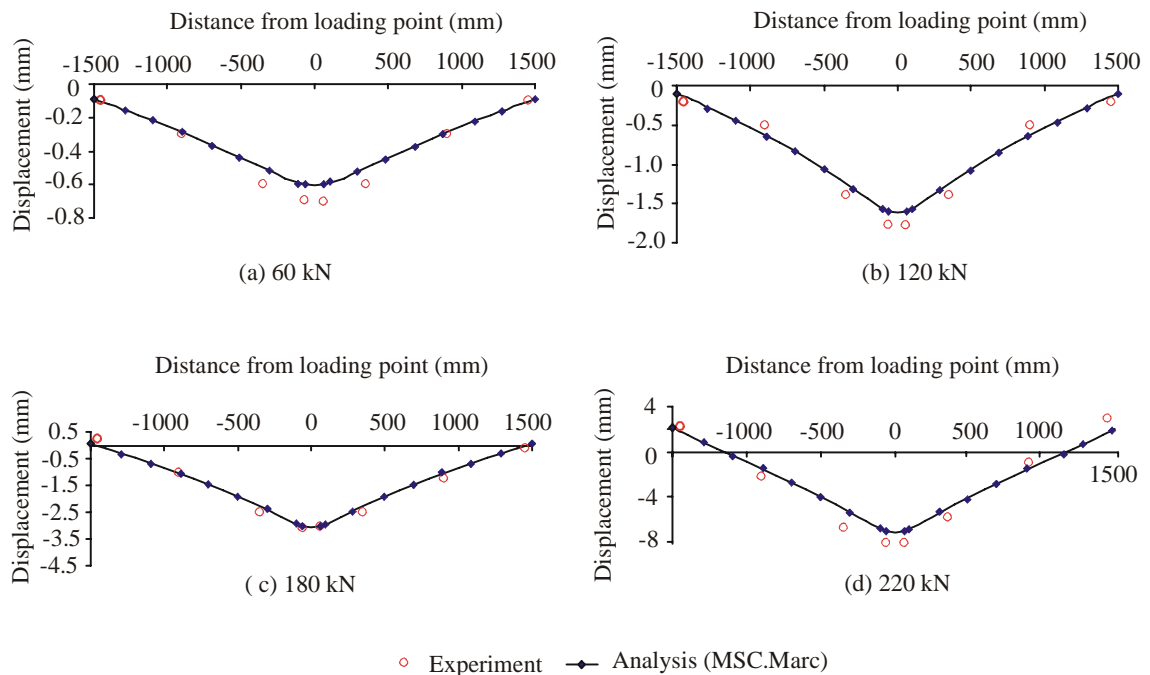 Distance from loading point (mm)
-1500 -1000 -500 0 500 1000 1500
Displacement (mm)
0
-0.2
-0.4
-0.6
-0.8
(a) 60 kN
Distance from loading point (mm)
-1500 -1000 -500 0 500 1000 1500
Displacement (mm)
0
-0.5
-1.0
-1.5
-2.0
(b) 120 kN
Distance from loading point (mm)
-1000 -500 0 500 1000 1500
Displacement (mm)
0.5
-0.5
-1.5
-2.5
-3.5
-4.5
( c) 180 kN
Distance from loading point (mm)
-1000 -500 0 500 1000
1500
Displacement (mm)
4
0
-4
-8
(d) 220 kN
Experiment Analysis (MSC.Marc)